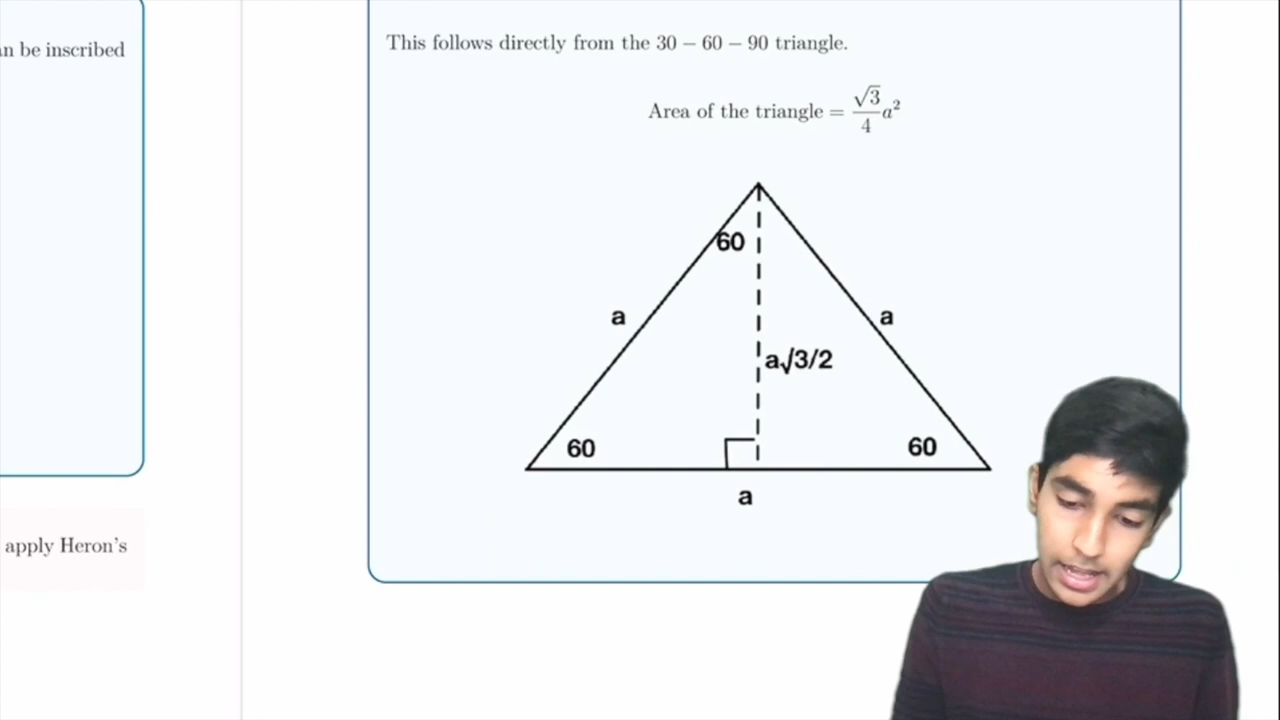 an be inscribed
This follows directly from the 30 − 60 − 90 triangle.
Area of the triangle = √3/4 a²
60
a
a
a√3/2
60
60
a
apply Heron's